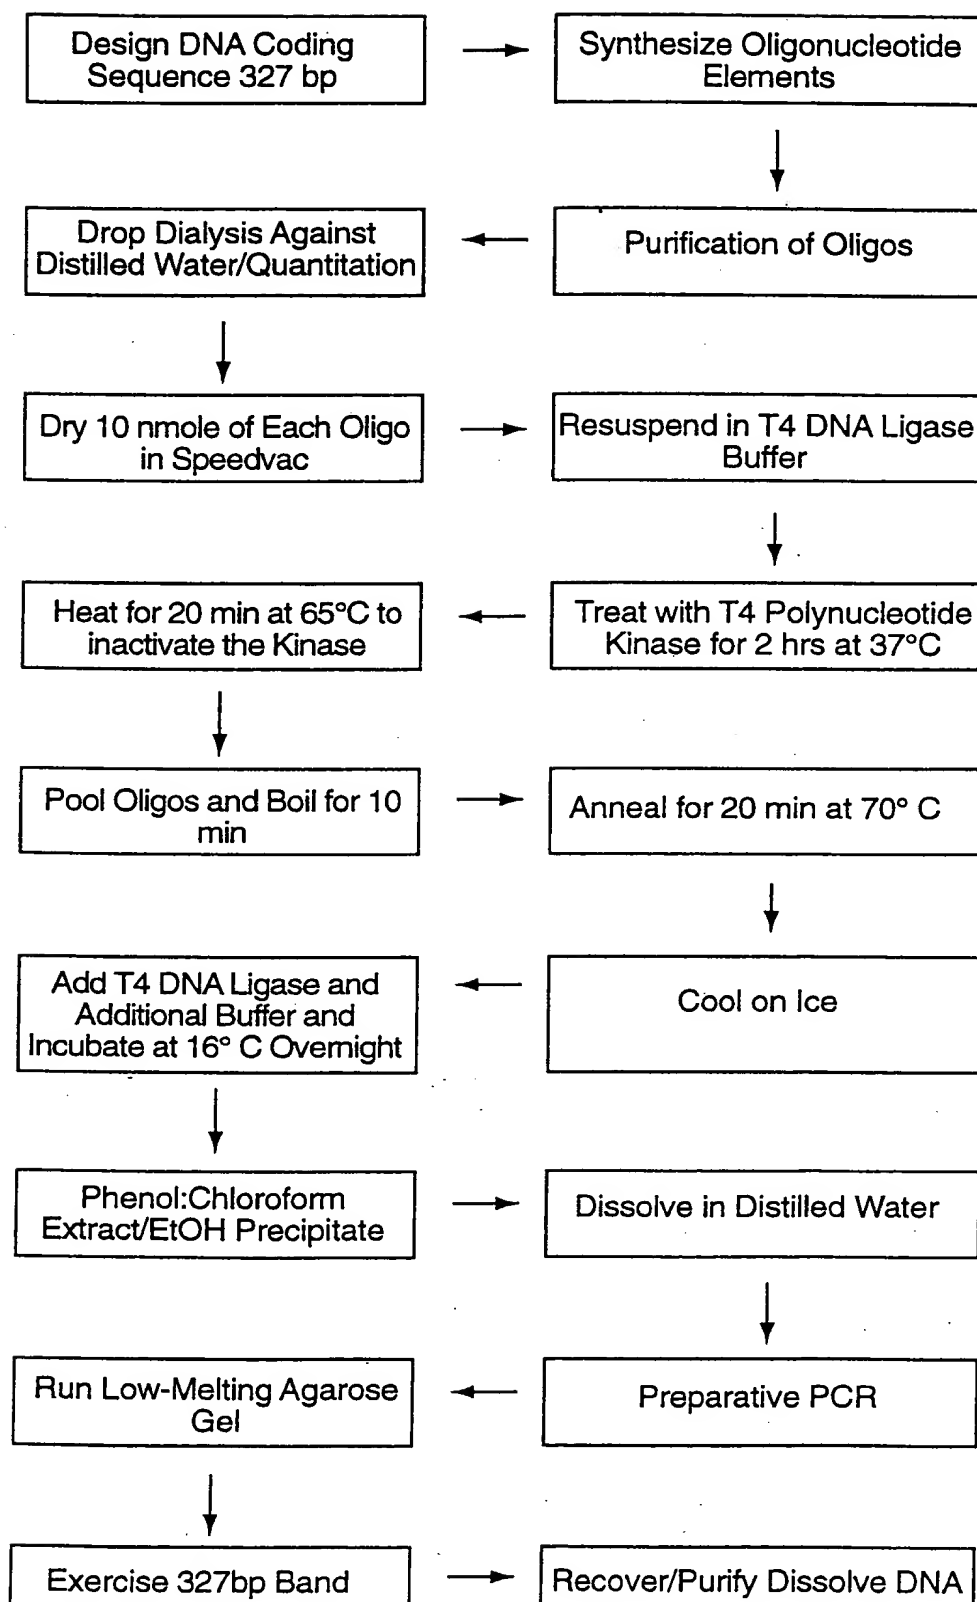 Design DNA Coding
Sequence 327 bp
Synthesize Oligonucleotide
Elements
Purification of Oligos
Drop Dialysis Against
Distilled Water/Quantitation
Dry 10 nmole of Each Oligo
in Speedvac
Resuspend in T4 DNA Ligase
Buffer
Treat with T4 Polynucleotide
Kinase for 2 hrs at 37°C
Heat for 20 min at 65°C to
inactivate the Kinase
Pool Oligos and Boil for 10
min
Anneal for 20 min at 70° C
Cool on Ice
Add T4 DNA Ligase and
Additional Buffer and
Incubate at 16° C Overnight
Phenol:Chloroform
Extract/EtOH Precipitate
Dissolve in Distilled Water
Preparative PCR
Run Low-Melting Agarose
Gel
Exercise 327bp Band
Recover/Purify Dissolve DNA